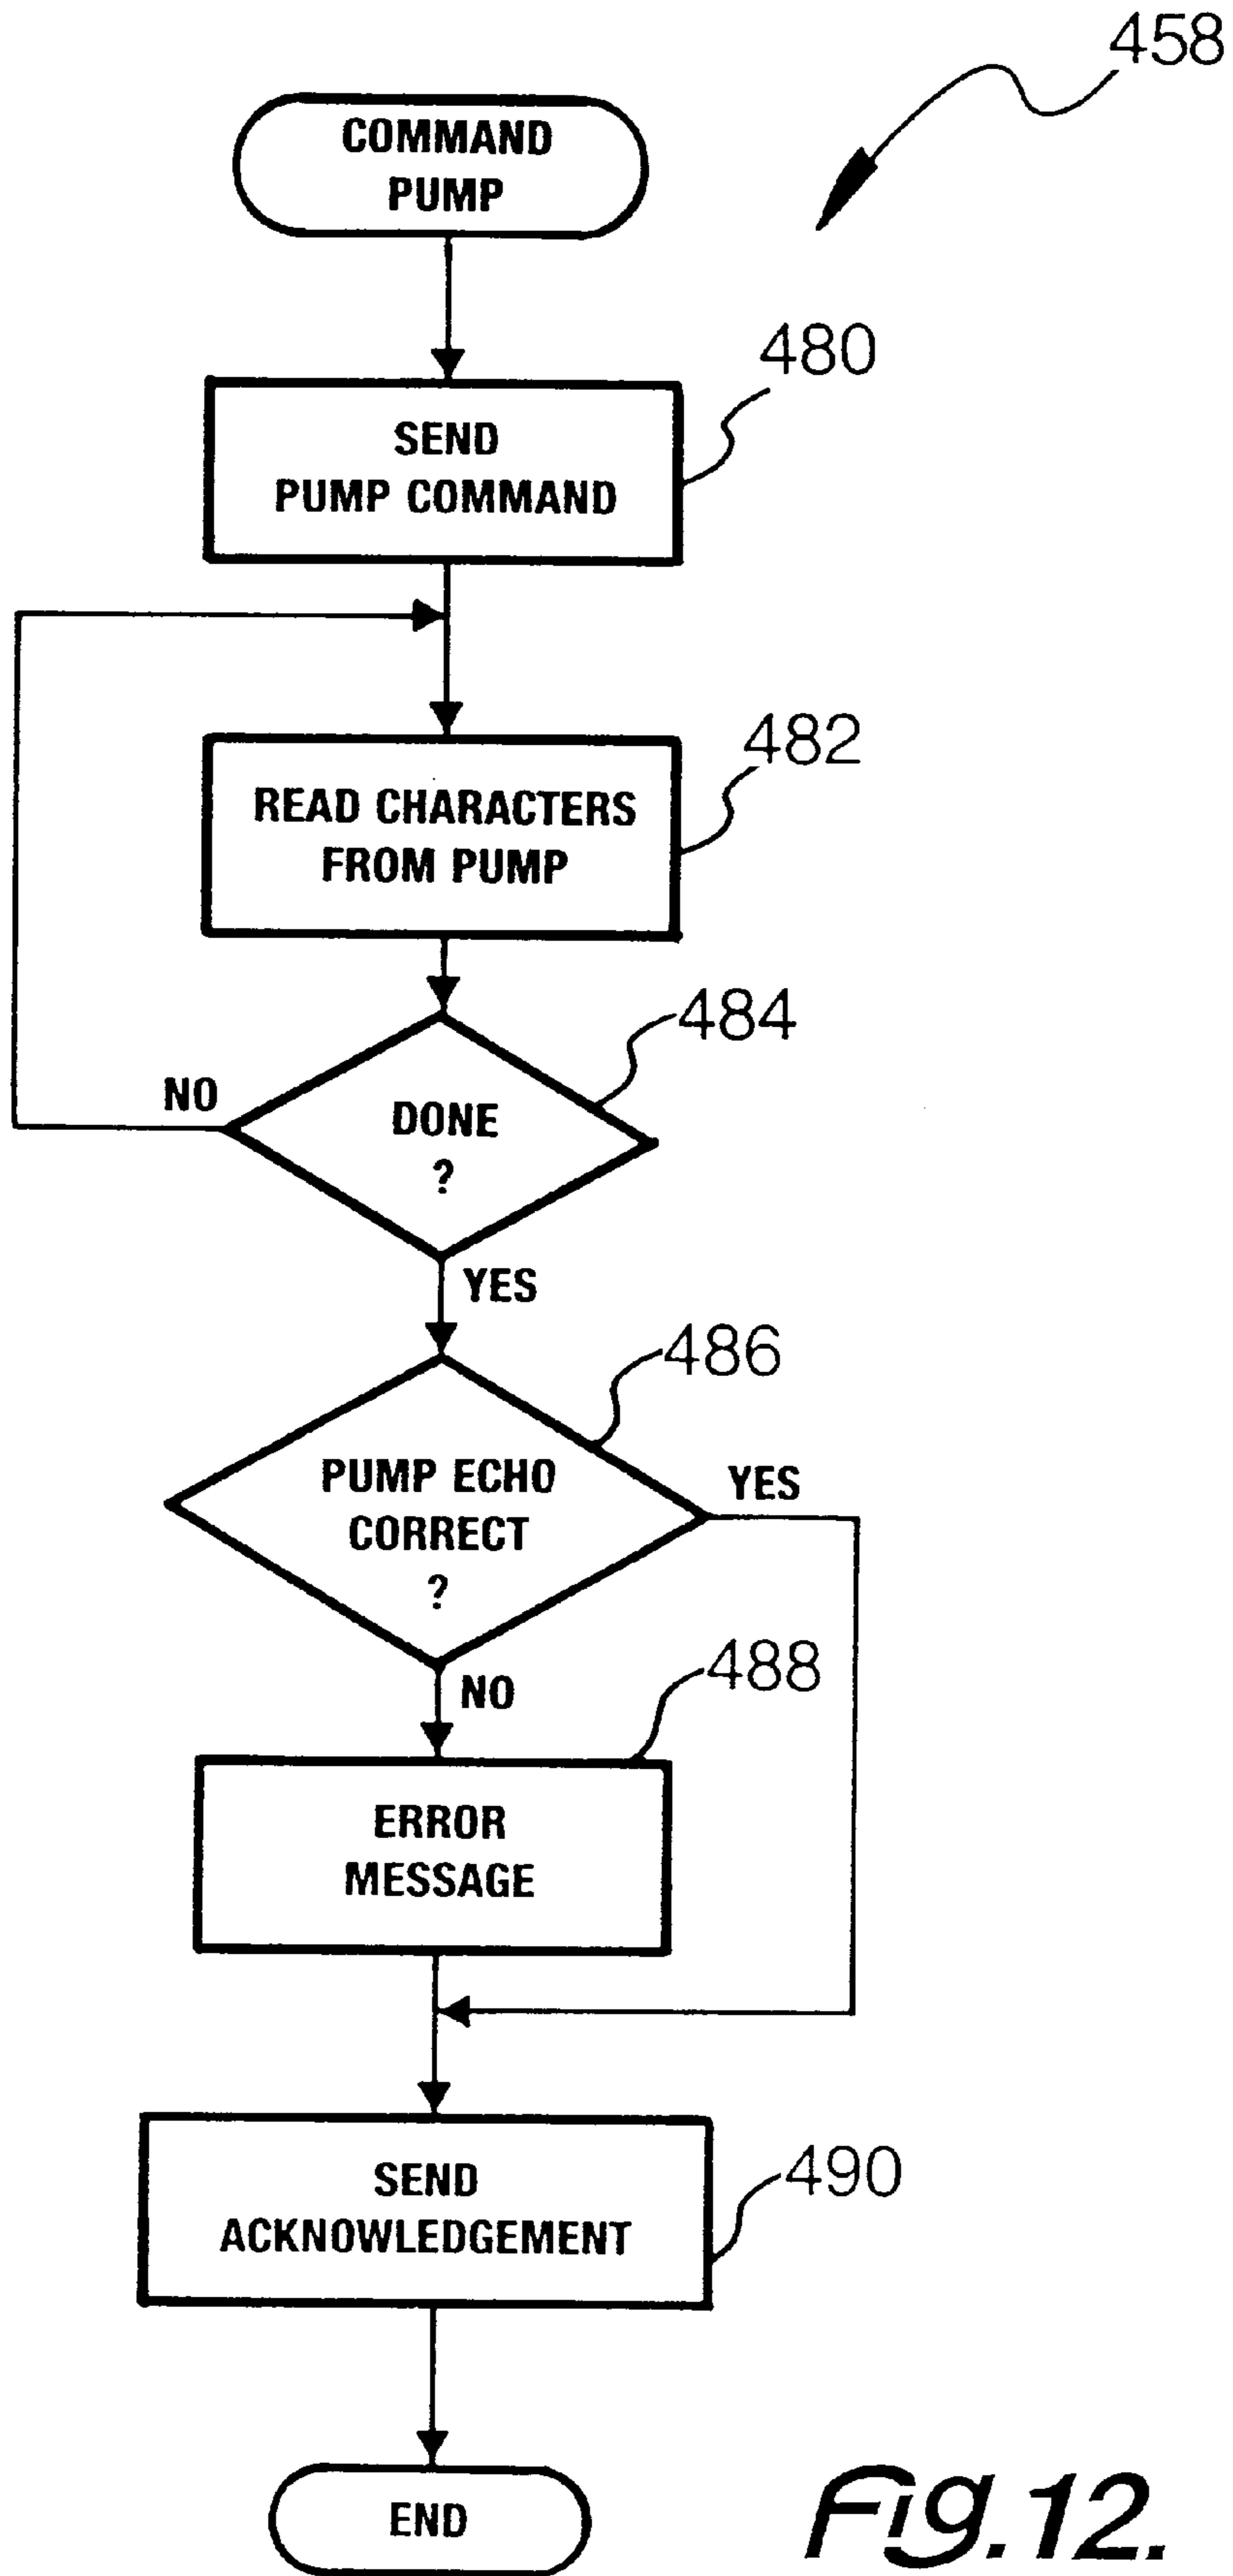 458
COMMAND
PUMP
480
SEND
PUMP COMMAND
482
READ CHARACTERS
FROM PUMP
484
NO
DONE
?
YES
486
PUMP ECHO
CORRECT
?
YES
488
NO
ERROR
MESSAGE
490
SEND
ACKNOWLEDGEMENT
END
Fig.12.